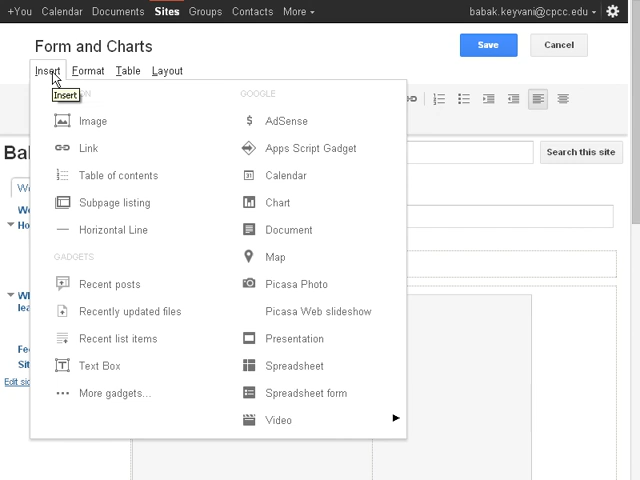 +You Calendar Documents Sites Groups Contacts More babak.keyvani@cpcc.edu
Form and Charts Save Cancel
Insert Format Table Layout
Insert
GOOGLE
Image AdSense
Link Apps Script Gadget
Table of contents Calendar
Subpage listing Chart
Horizontal Line Document
GADGETS Map
Recent posts Picasa Photo
Recently updated files Picasa Web slideshow
Recent list items Presentation
Text Box Spreadsheet
More gadgets... Spreadsheet form
Video
Search this site